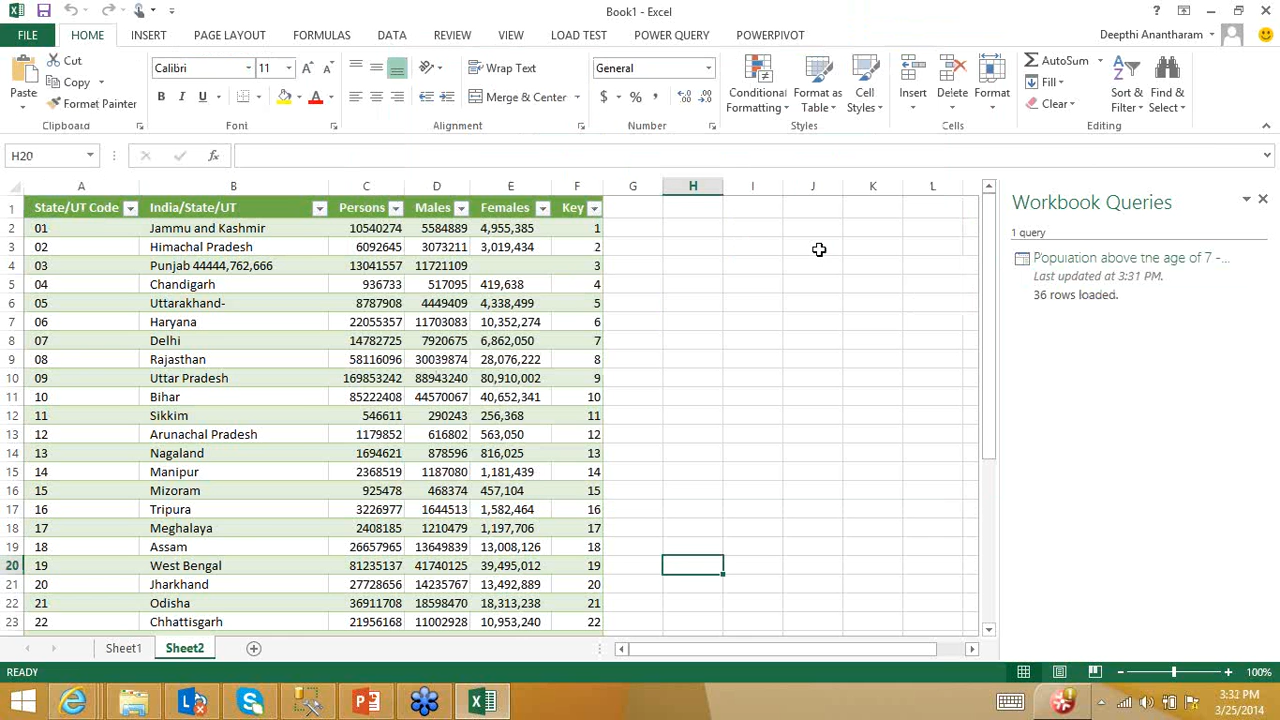 Book1 - Excel
FILE HOME INSERT PAGE LAYOUT FORMULAS DATA REVIEW VIEW LOAD TEST POWER QUERY POWERPIVOT Deepthi Anantharam
Cut
Copy
Format Painter
Paste
Clipboard
Calibri 11
B I U A
Font
Wrap Text
Merge & Center
Alignment
General
$ % ,
Number
Conditional Formatting
Format as Table
Cell Styles
Styles
Insert Delete Format
Cells
AutoSum
Fill
Clear
Sort & Filter
Find & Select
Editing
H20 fx
A B C D E F G H I J K L
1 State/UT Code India/State/UT Persons Males Females Key
2 01 Jammu and Kashmir 10540274 5584889 4,955,385 1
3 02 Himachal Pradesh 6092645 3073211 3,019,434 2
4 03 Punjab 44444,762,666 13041557 11721109 3
5 04 Chandigarh 936733 517095 419,638 4
6 05 Uttarakhand- 8787908 4449409 4,338,499 5
7 06 Haryana 22055357 11703083 10,352,274 6
8 07 Delhi 14782725 7920675 6,862,050 7
9 08 Rajasthan 58116096 30039874 28,076,222 8
10 09 Uttar Pradesh 169853242 88943240 80,910,002 9
11 10 Bihar 85222408 44570067 40,652,341 10
12 11 Sikkim 546611 290243 256,368 11
13 12 Arunachal Pradesh 1179852 616802 563,050 12
14 13 Nagaland 1694621 878596 816,025 13
15 14 Manipur 2368519 1187080 1,181,439 14
16 15 Mizoram 925478 468374 457,104 15
17 16 Tripura 3226977 1644513 1,582,464 16
18 17 Meghalaya 2408185 1210479 1,197,706 17
19 18 Assam 26657965 13649839 13,008,126 18
20 19 West Bengal 81235137 41740125 39,495,012 19
21 20 Jharkhand 27728656 14235767 13,492,889 20
22 21 Odisha 36911708 18598470 18,313,238 21
23 22 Chhattisgarh 21956168 11002928 10,953,240 22
Workbook Queries
1 query
Population above the age of 7 -...
Last updated at 3:31 PM.
36 rows loaded.
Sheet1 Sheet2
READY 100%
3:32 PM
3/25/2014